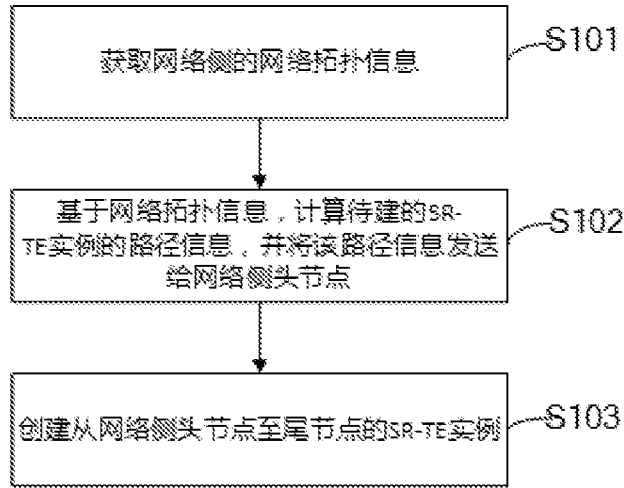 获取网络侧的网络拓扑信息
S101
基于网络拓扑信息，计算待建的SR-
TE实例的路径信息，并将该路径信息发送
给网络侧头节点
S102
创建从网络侧头节点至尾节点的SR-TE实例
S103